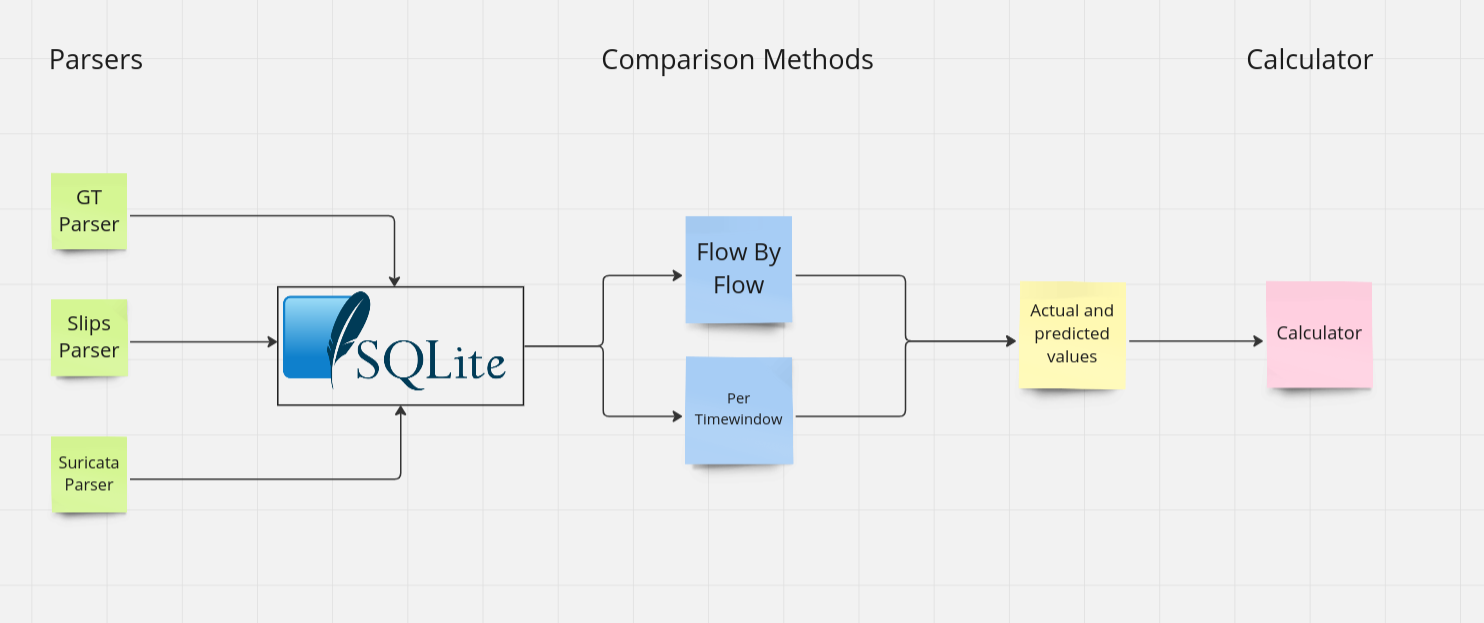 Parsers
Comparison Methods
Calculator
GT
Parser
Slips
Parser
Suricata
Parser
SQLite
Flow By
Flow
Per
Timewindow
Actual and
predicted
values
Calculator